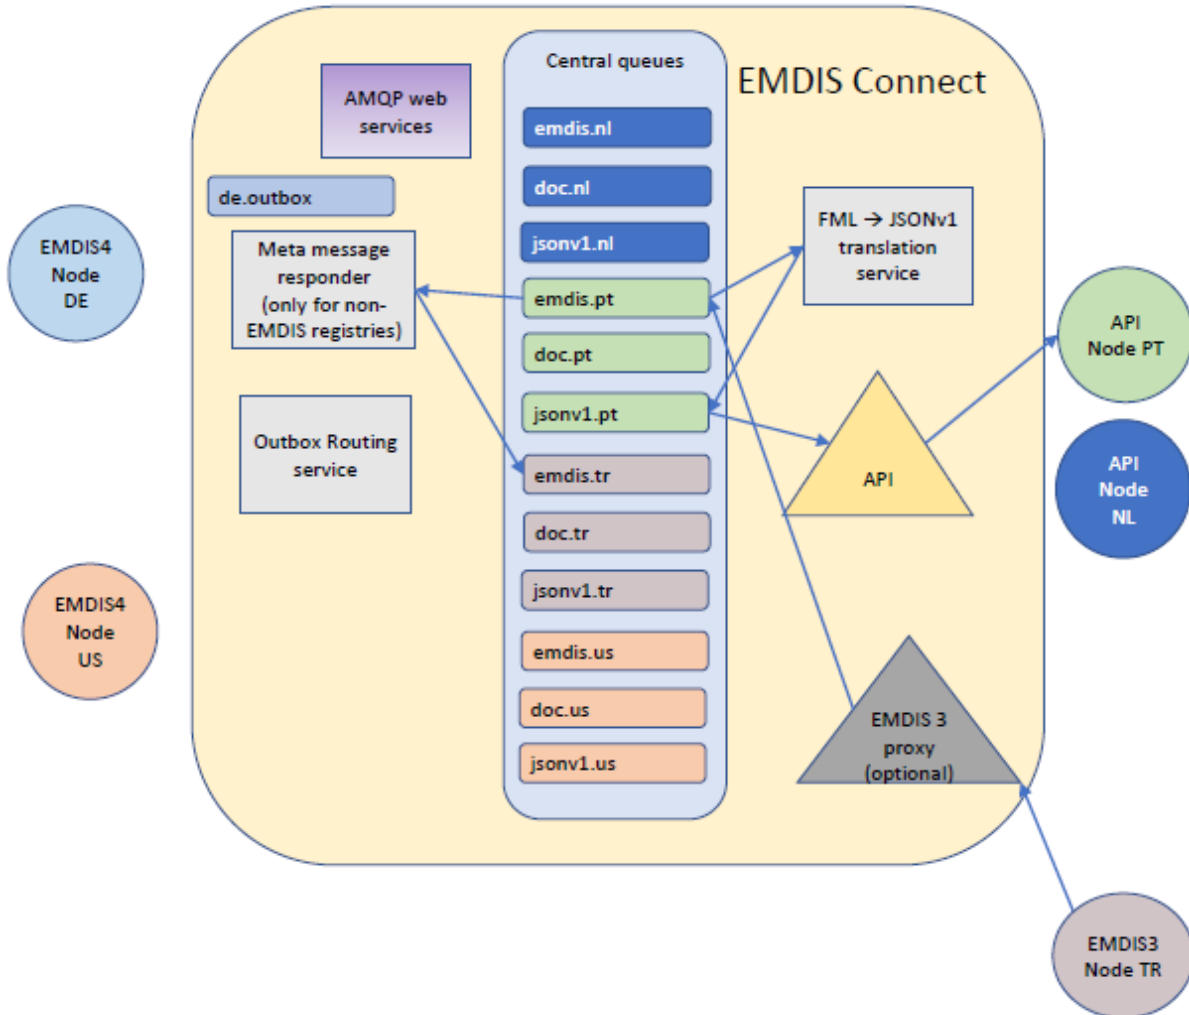 Central queues
EMDIS Connect
AMQP web
services
emdis.nl
doc.nl
de.outbox
FML → JSONv1
translation
service
EMDIS4
Node
DE
Meta message
responder
(only for non-
EMDIS registries)
jsonv1.nl
emdis.pt
API
Node PT
doc.pt
jsonv1.pt
Outbox Routing
service
emdis.tr
API
API
Node
NL
doc.tr
jsonv1.tr
EMDIS4
Node
US
emdis.us
doc.us
jsonv1.us
EMDIS 3
proxy
(optional)
EMDIS3
Node TR